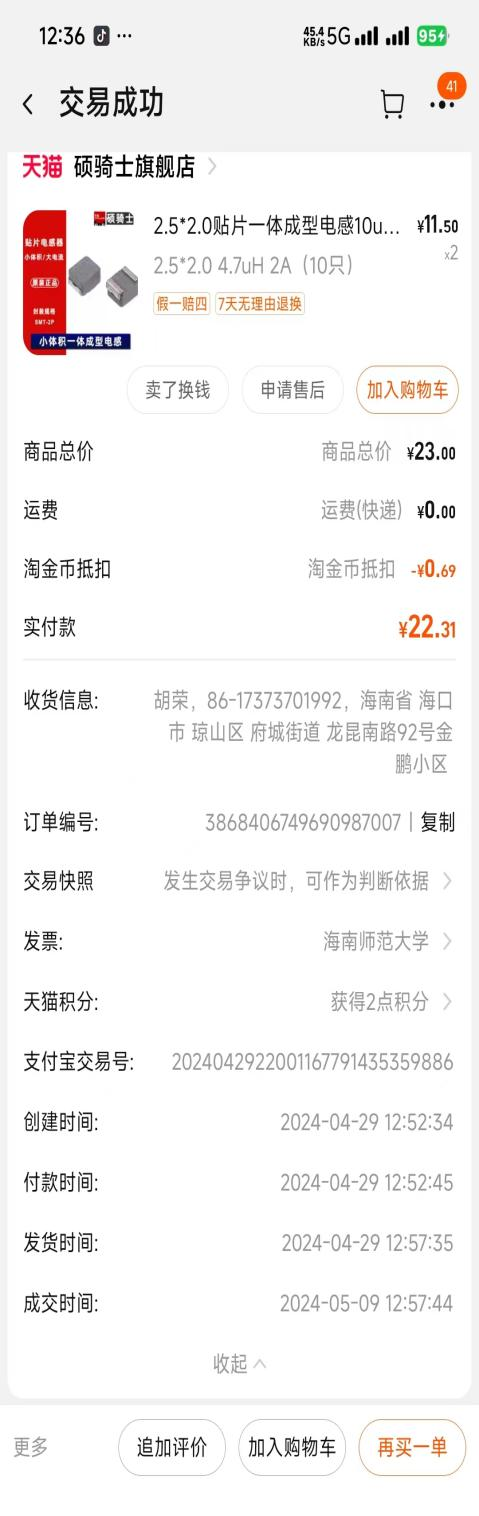 12:36 ... 45.4 KB/s 5G 95
交易成功 41
天猫 硕骑士旗舰店
硕骑士
贴片电感器
小体积/大电流
原装正品
封装规格
SMT-2P
小体积一体成型电感
2.5*2.0贴片一体成型电感10u... ¥11.50
2.5*2.0 4.7uH 2A（10只） x2
假一赔四 7天无理由退换
卖了换钱 申请售后 加入购物车
商品总价 商品总价 ¥23.00
运费 运费(快递) ¥0.00
淘金币抵扣 淘金币抵扣 -¥0.69
实付款 ¥22.31
收货信息: 胡荣，86-17373701992，海南省 海口
市 琼山区 府城街道 龙昆南路92号金
鹏小区
订单编号: 3868406749690987007 | 复制
交易快照 发生交易争议时，可作为判断依据
发票: 海南师范大学
天猫积分: 获得2点积分
支付宝交易号: 2024042922001167791435359886
创建时间: 2024-04-29 12:52:34
付款时间: 2024-04-29 12:52:45
发货时间: 2024-04-29 12:57:35
成交时间: 2024-05-09 12:57:44
收起
更多 追加评价 加入购物车 再买一单